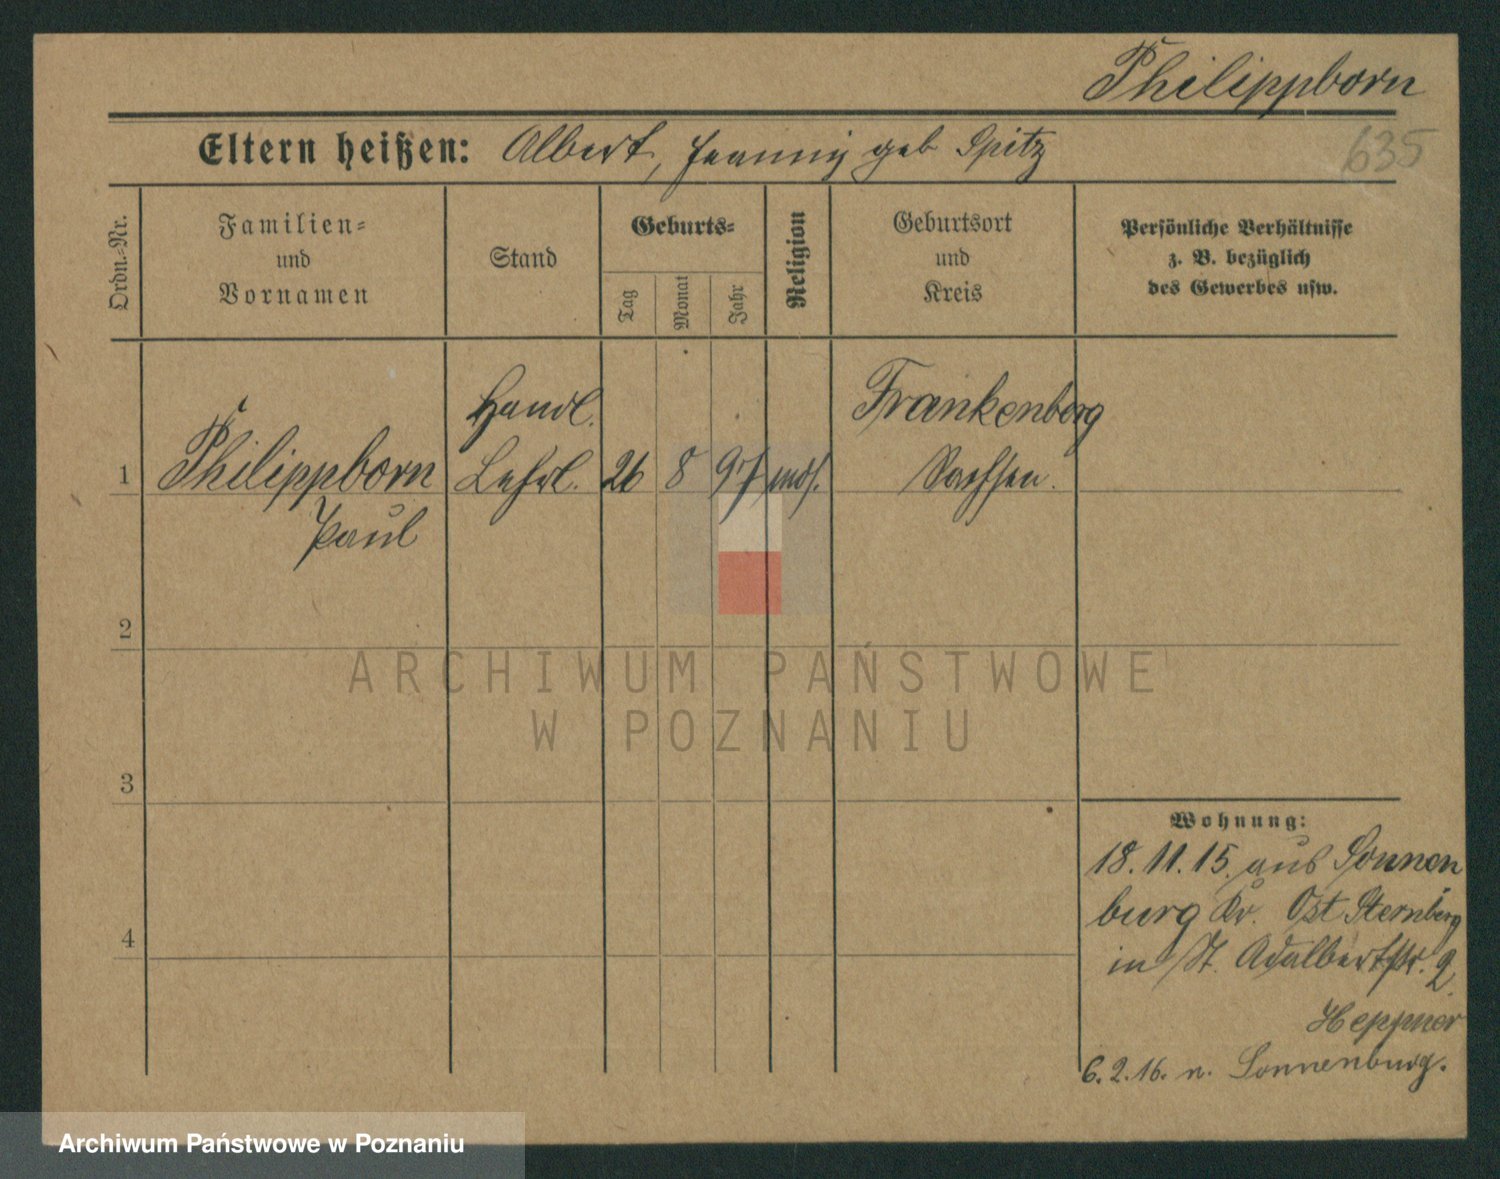 Philippborn
Eltern heißen: Albert, Fanny geb Spitz
635
Ordn.-Nr.
Familien-
und
Vornamen
Stand
Geburts-
Tag
Monat
Jahr
Religion
Geburtsort
und
Kreis
Persönliche Verhältnisse
z. B. bezüglich
des Gewerbes usw.
1
Philippborn
Paul
Handl.
Lehrl.
26
8
97
mos.
Frankenberg
Sachsen.
2
3
4
Wohnung:
18.11.15. aus Sonnen
burg Kr. Ost Sternberg
in St. Adalbertstr. 2.
Heppner
6.2.16. n. Sonnenburg.
ARCHIWUM PAŃSTWOWE
W POZNANIU
Archiwum Państwowe w Poznaniu